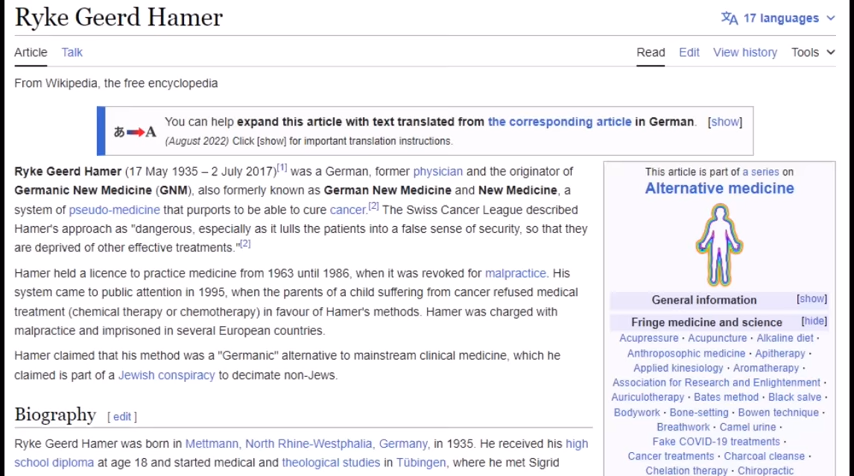 Ryke Geerd Hamer
17 languages
Article Talk Read Edit View history Tools
From Wikipedia, the free encyclopedia
あ A You can help expand this article with text translated from the corresponding article in German. [show]
(August 2022) Click [show] for important translation instructions.
Ryke Geerd Hamer (17 May 1935 – 2 July 2017)[1] was a German, former physician and the originator of
Germanic New Medicine (GNM), also formerly known as German New Medicine and New Medicine, a
system of pseudo-medicine that purports to be able to cure cancer.[2] The Swiss Cancer League described
Hamer's approach as "dangerous, especially as it lulls the patients into a false sense of security, so that they
are deprived of other effective treatments."[2]
Hamer held a licence to practice medicine from 1963 until 1986, when it was revoked for malpractice. His
system came to public attention in 1995, when the parents of a child suffering from cancer refused medical
treatment (chemical therapy or chemotherapy) in favour of Hamer's methods. Hamer was charged with
malpractice and imprisoned in several European countries.
Hamer claimed that his method was a "Germanic" alternative to mainstream clinical medicine, which he
claimed is part of a Jewish conspiracy to decimate non-Jews.
Biography [ edit ]
Ryke Geerd Hamer was born in Mettmann, North Rhine-Westphalia, Germany, in 1935. He received his high
school diploma at age 18 and started medical and theological studies in Tübingen, where he met Sigrid
This article is part of a series on
Alternative medicine
General information [show]
Fringe medicine and science [hide]
Acupressure · Acupuncture · Alkaline diet ·
Anthroposophic medicine · Apitherapy ·
Applied kinesiology · Aromatherapy ·
Association for Research and Enlightenment ·
Auriculotherapy · Bates method · Black salve ·
Bodywork · Bone-setting · Bowen technique ·
Breathwork · Camel urine ·
Fake COVID-19 treatments ·
Cancer treatments · Charcoal cleanse ·
Chelation therapy · Chiropractic